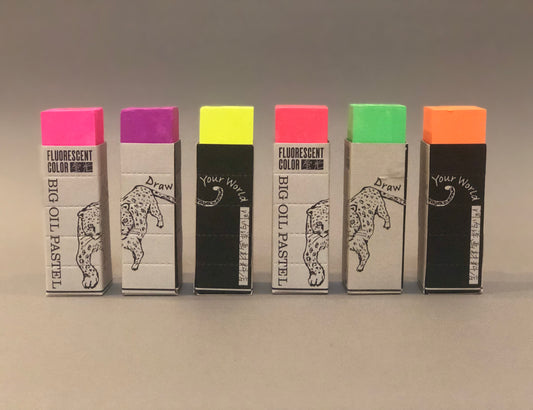 FLUORESCENT
COLOR
BIG OIL PASTEL
Draw
Your World
FLUORESCENT
COLOR
BIG OIL PASTEL
Draw
Your World